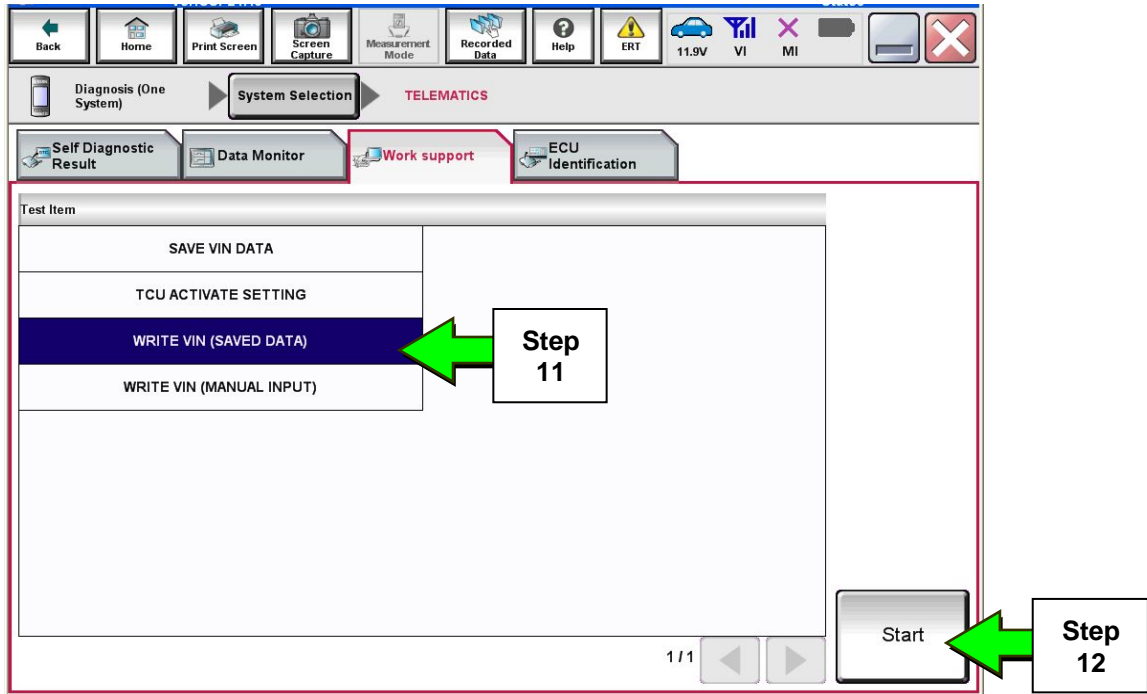 Back
Home
Print Screen
Screen
Capture
Measurement
Mode
Recorded
Data
Help
ERT
11.9V
VI
MI
Diagnosis (One
System)
System Selection
TELEMATICS
Self Diagnostic
Result
Data Monitor
Work support
ECU
Identification
Test Item
SAVE VIN DATA
TCU ACTIVATE SETTING
WRITE VIN (SAVED DATA)
Step
11
WRITE VIN (MANUAL INPUT)
Start
Step
12
1/1